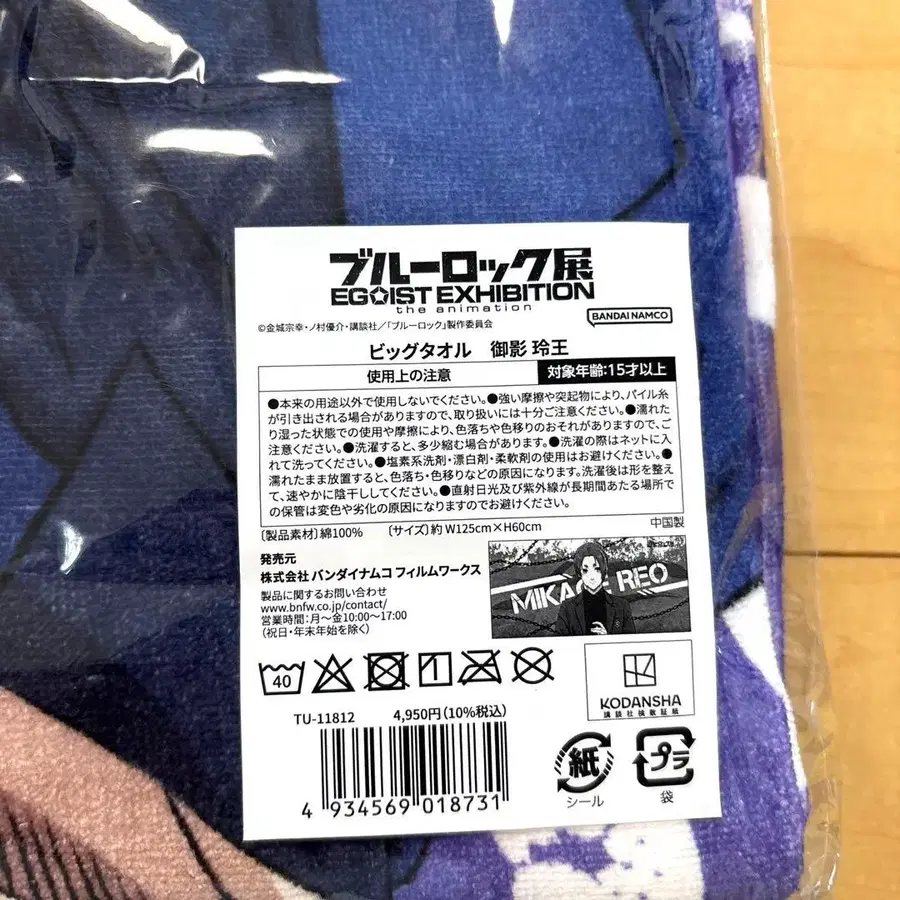 ブルーロック展
EGOIST EXHIBITION
the animation
BANDAI NAMCO
©金城宗幸・ノ村優介・講談社/「ブルーロック」製作委員会
ビッグタオル 御影 玲王
使用上の注意 対象年齢:15才以上
●本来の用途以外で使用しないでください。●強い摩擦や突起物により、パイル糸
が引き出される場合がありますので、取り扱いには十分ご注意ください。●濡れた
り湿った状態での使用や摩擦により、色落ちや色移りのおそれがありますので、ご
注意ください。●洗濯すると、多少縮む場合があります。●洗濯の際はネットに入
れて洗ってください。●塩素系洗剤・漂白剤・柔軟剤の使用はお避けください。●
濡れたまま放置すると、色落ち・色移りなどの原因になります。洗濯後は形を整え
て、速やかに陰干ししてください。●直射日光及び紫外線が長期間あたる場所で
の保管は変色や劣化の原因になりますのでお避けください。
〔製品素材〕綿100% 〔サイズ〕約 W125cm×H60cm 中国製
発売元
株式会社 バンダイナムコ フィルムワークス
製品に関するお問い合わせ
www.bnfw.co.jp/contact/
営業時間:月~金10:00~17:00
(祝日・年末年始を除く)
MIKAGE REO
40
KODANSHA
講談社検収証紙
TU-11812 4,950円(10%税込)
4 934569 018731
紙
シール
プラ
袋